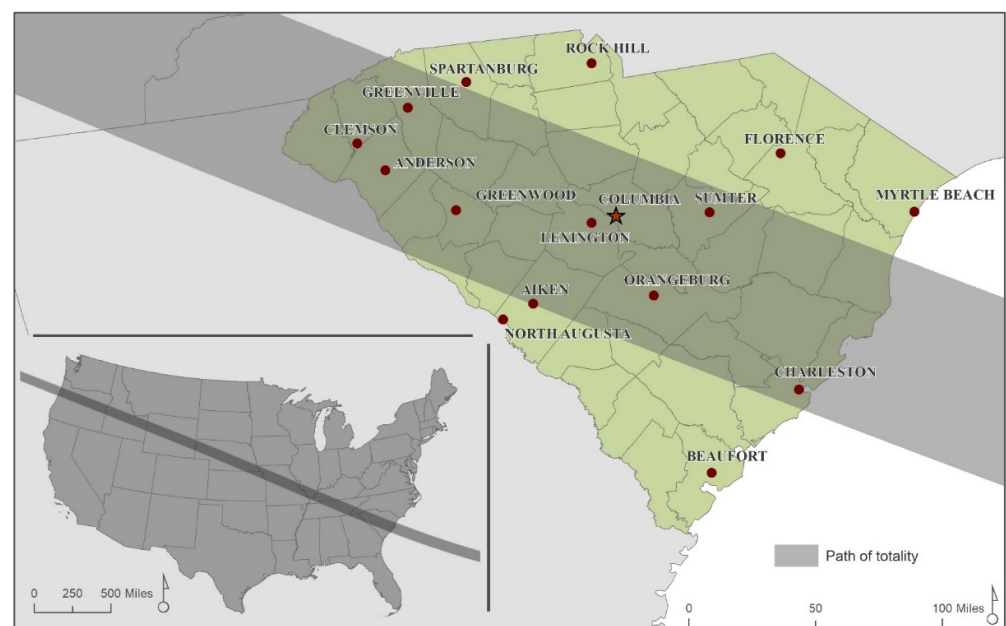 ROCK HILL
SPARTANBURG
GREENVILLE
CLEMSON
FLORENCE
ANDERSON
GREENWOOD
COLUMBIA
SUMTER
MYRTLE BEACH
LEXINGTON
ORANGEBURG
AIKEN
NORTH AUGUSTA
CHARLESTON
BEAUFORT
Path of totality
0 250 500 Miles
0 50 100 Miles